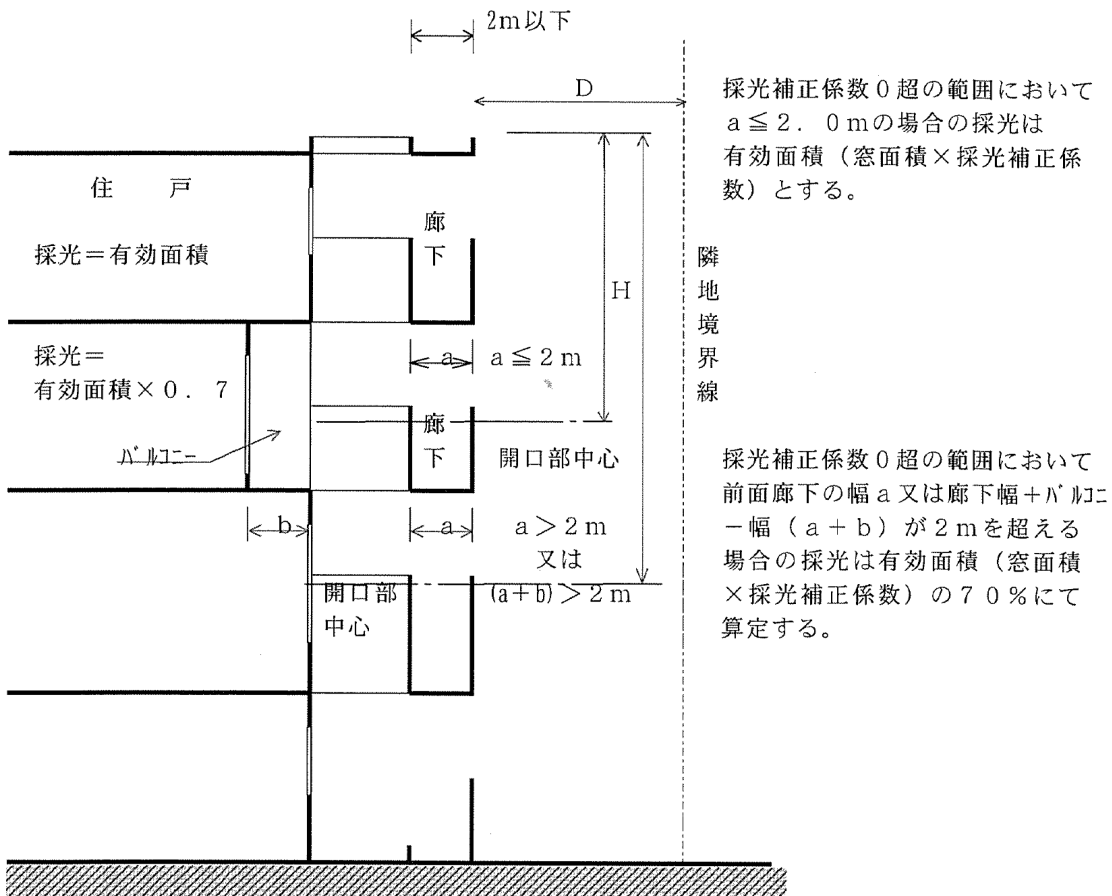 2m以下
D
採光補正係数０超の範囲において
ａ≦２．０ｍの場合の採光は
有効面積（窓面積×採光補正係
数）とする。
住　戸
採光＝有効面積
廊
下
H
隣
地
境
界
線
採光＝
有効面積×０．７
a
ａ≦２ｍ
ﾊﾞﾙｺﾆｰ
廊
下
開口部中心
採光補正係数０超の範囲において
前面廊下の幅ａ又は廊下幅＋ﾊﾞﾙｺﾆ
ｰ幅（ａ＋ｂ）が２ｍを超える
場合の採光は有効面積（窓面積
×採光補正係数）の７０％にて
算定する。
b
a
ａ＞２ｍ
又は
(a+b)＞２ｍ
開口部
中心